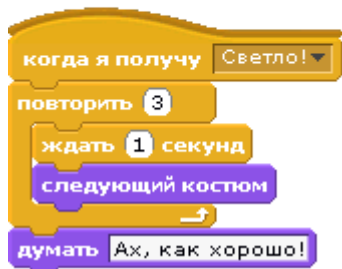 когда я получу Светло!
повторить 3
ждать 1 секунд
следующий костюм
думать Ах, как хорошо!